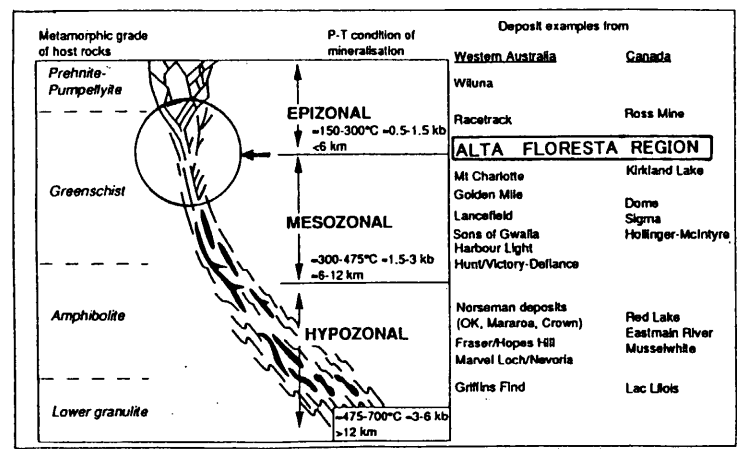 Metamorphic grade
of host rocks
P-T condition of
mineralisation
Deposit examples from
Western Australia
Canada
Prehnite-
Pumpellyite
Greenschist
Amphibolite
Lower granulite
EPIZONAL
≈150-300°C ≈0.5-1.5 kb
<6 km
MESOZONAL
≈300-475°C ≈1.5-3 kb
≈6-12 km
HYPOZONAL
≈475-700°C ≈3-6 kb
>12 km
Wiluna
Racetrack
Ross Mine
ALTA FLORESTA REGION
Mt Charlotte
Kirkland Lake
Golden Mile
Lancefield
Dome
Sigma
Sons of Gwalia
Hollinger-McIntyre
Harbour Light
Hunt/Victory-Defiance
Norseman deposits
(OK, Mararoa, Crown)
Red Lake
Eastmain River
Fraser/Hopes Hill
Musselwhite
Marvel Loch/Nevoria
Griffins Find
Lac Lilois